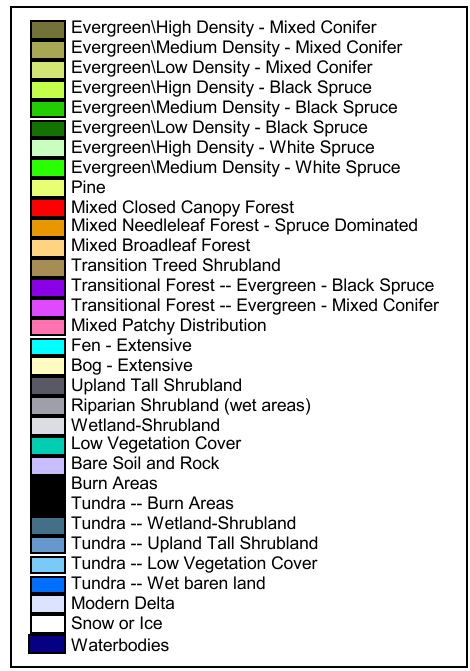 Evergreen\High Density - Mixed Conifer
Evergreen\Medium Density - Mixed Conifer
Evergreen\Low Density - Mixed Conifer
Evergreen\Hign Density - Black Spruce
Evergreen\Medium Density - Black Spruce
Evergreen\Low Density - Black Spruce
Evergreen\High Density - White Spruce
Evergreen\Medium Density - White Spruce
Pine
Mixed Closed Canopy Forest
Mixed Needleleaf Forest - Spruce Dominated
Mixed Broadleaf Forest
Transition Treed Shrubland
Transitional Forest -- Evergreen - Black Spruce
Transitional Forest -- Evergreen - Mixed Conifer
Mixed Patchy Distribution
Fen - Extensive
Bog - Extensive
Upland Tall Shrubland
Riparian Shrubland (wet areas)
Wetland-Shrubland
Low Vegetation Cover
Bare Soil and Rock
Burn Areas
Tundra -- Burn Areas
Tundra -- Wetland-Shrubland
Tundra -- Upland Tall Shrubland
Tundra -- Low Vegetation Cover
Tundra -- Wet baren land
Modern Delta
Snow or Ice
Waterbodies